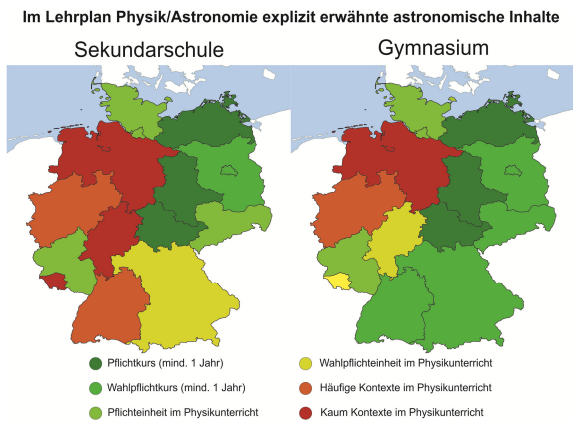 Im Lehrplan Physik/Astronomie explizit erwähnte astronomische Inhalte
Sekundarschule
Gymnasium
Pflichtkurs (mind. 1 Jahr)
Wahlpflichtkurs (mind. 1 Jahr)
Pflichteinheit im Physikunterricht
Wahlpflichteinheit im Physikunterricht
Häufige Kontexte im Physikunterricht
Kaum Kontexte im Physikunterricht